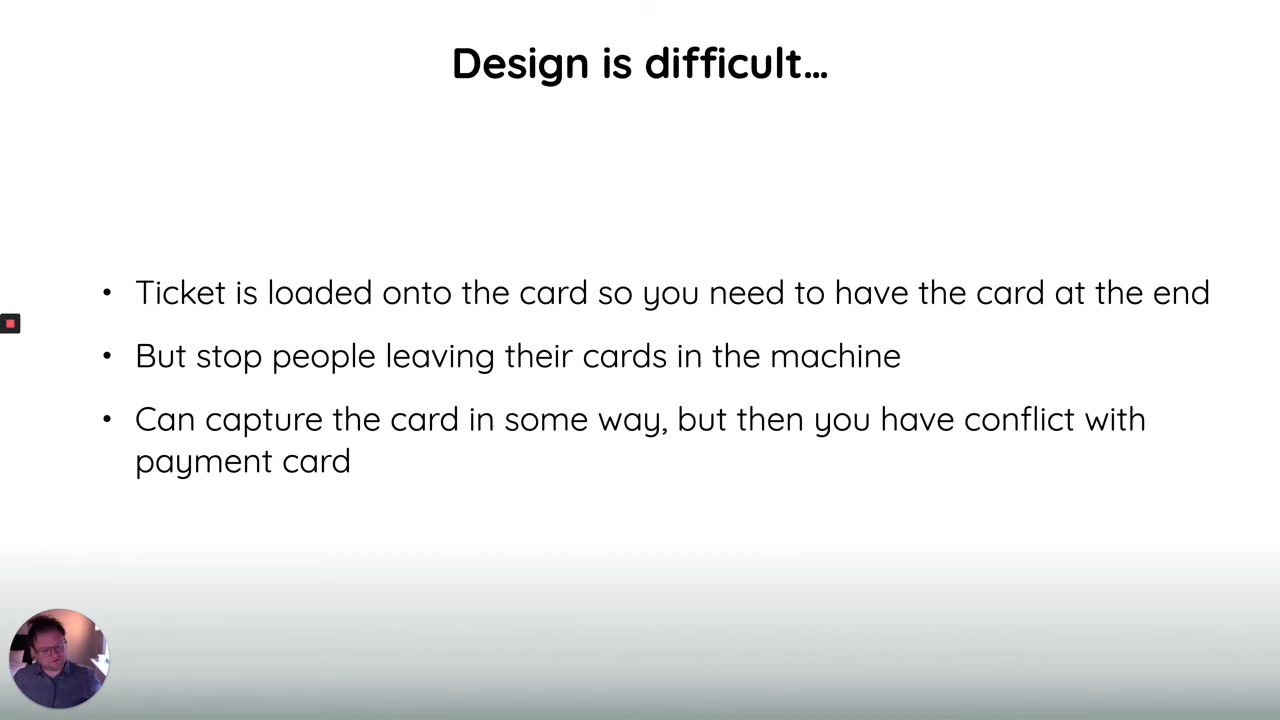 Design is difficult...
• Ticket is loaded onto the card so you need to have the card at the end
• But stop people leaving their cards in the machine
• Can capture the card in some way, but then you have conflict with
payment card